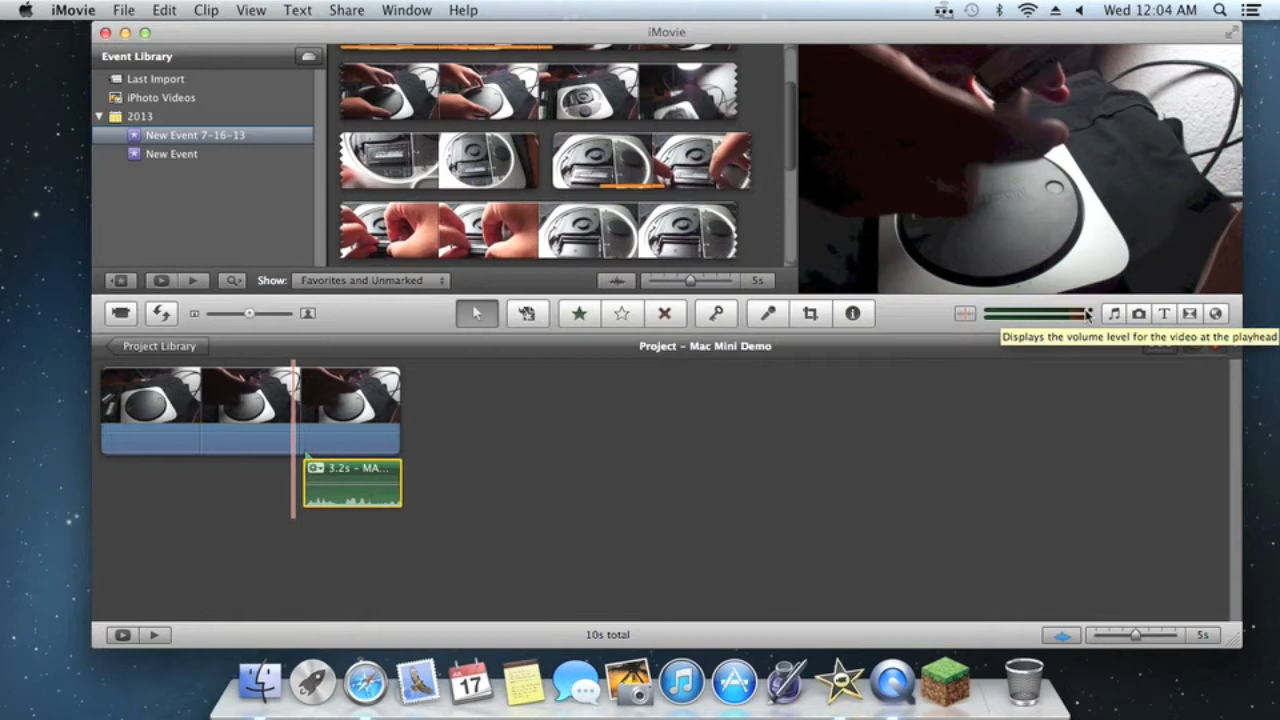 iMovie File Edit Clip View Text Share Window Help Wed 12:04 AM
iMovie
Event Library
Last Import
iPhoto Videos
2013
New Event 7-16-13
New Event
Show: Favorites and Unmarked 5s
Displays the volume level for the video at the playhead
Project Library Project – Mac Mini Demo
3.2s – MA...
10s total 5s
17